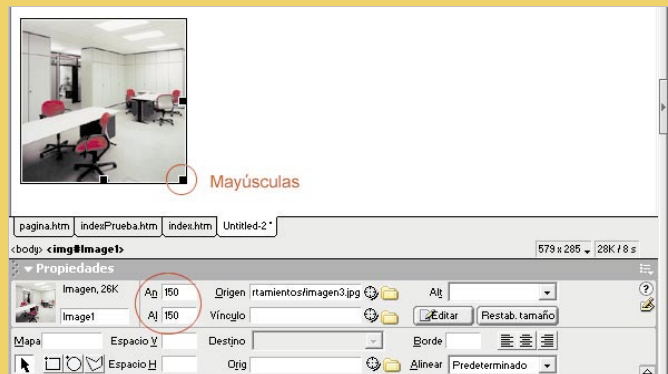 Mayúsculas
pagina.htm indexPrueba.htm index.htm Untitled-2*
<body> <img#Image1> 579 x 285 28K / 8 s
Propiedades
Imagen, 26K An 150 Origen rtamientos/imagen3.jpg Alt
Image1 Al 150 Vínculo Editar Restab. tamaño
Mapa Espacio V Destino Borde
Espacio H Orig Alinear Predeterminado